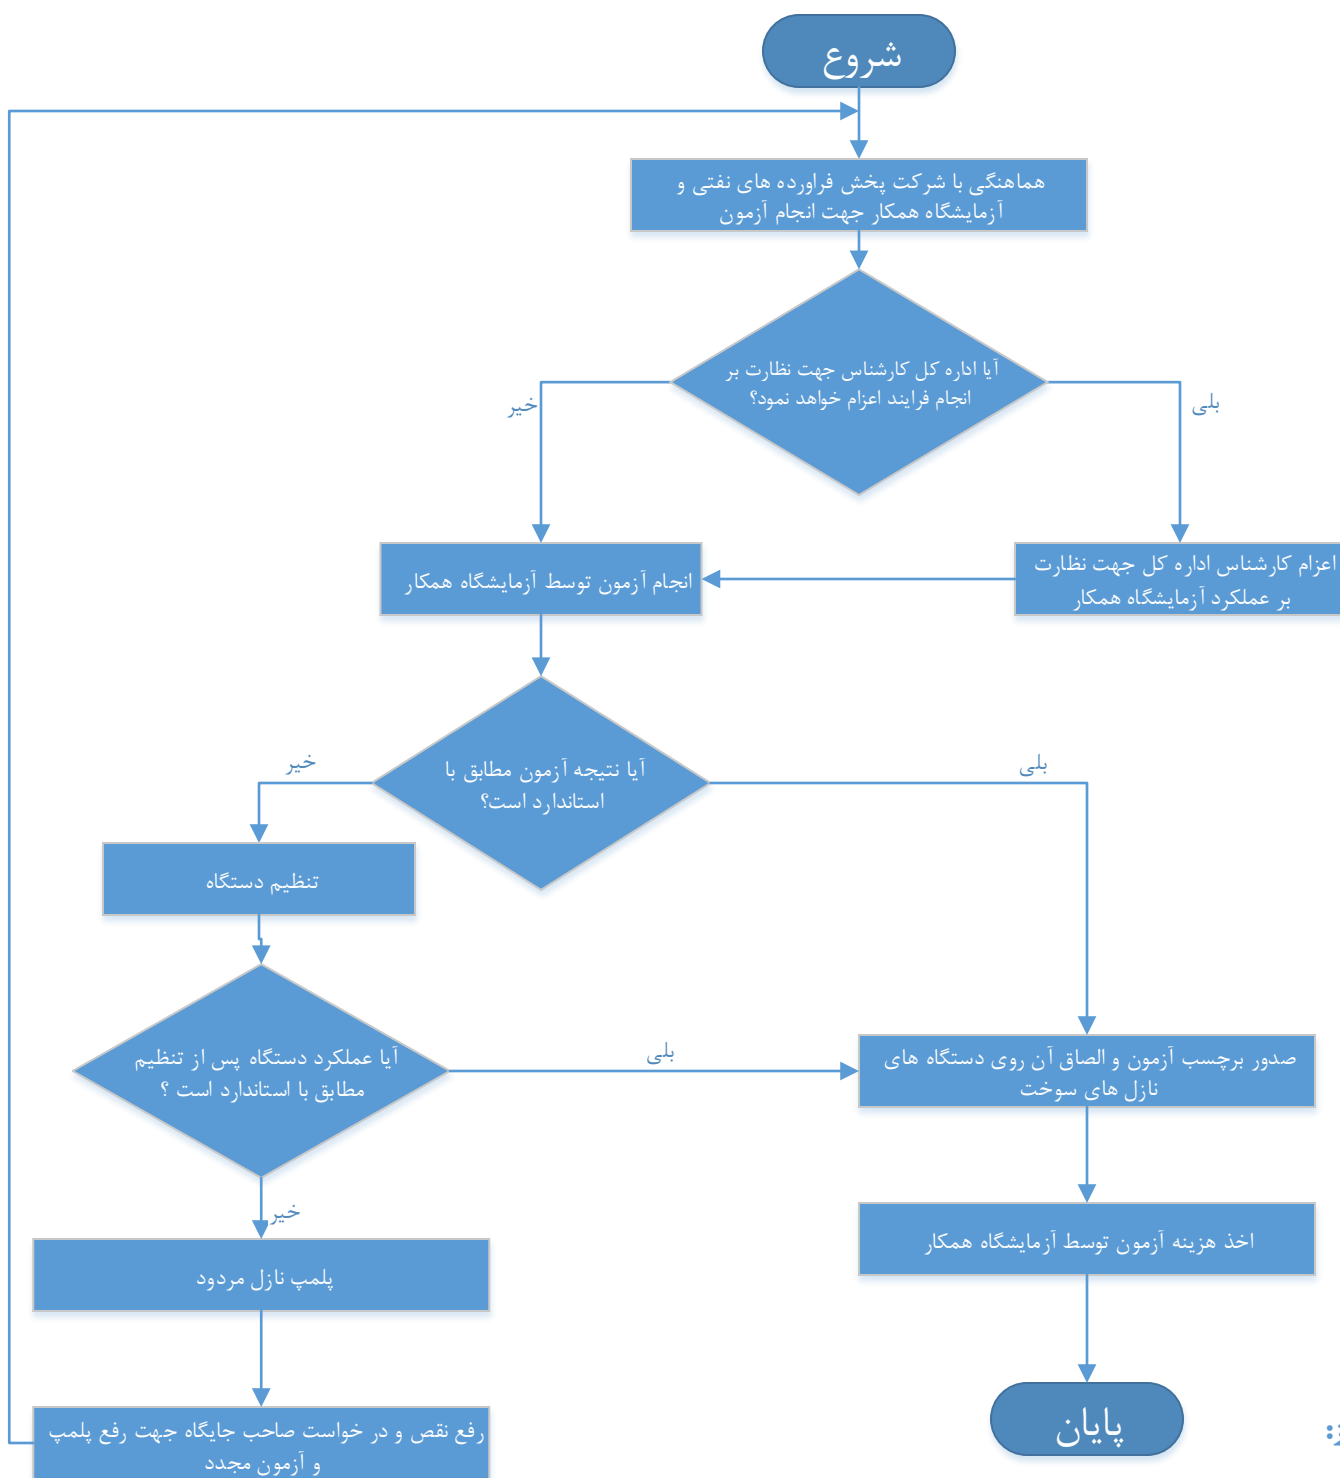 شروع
هماهنگی با شرکت پخش فراورده های نفتی و
آزمایشگاه همکار جهت انجام آزمون
آیا اداره کل کارشناس جهت نظارت بر
انجام فرایند اعزام خواهد نمود؟
خیر
بلی
اعزام کارشناس اداره کل جهت نظارت
بر عملکرد آزمایشگاه همکار
انجام آزمون توسط آزمایشگاه همکار
آیا نتیجه آزمون مطابق با
استاندارد است؟
خیر
بلی
تنظیم دستگاه
آیا عملکرد دستگاه پس از تنظیم
مطابق با استاندارد است ؟
بلی
خیر
صدور برچسب آزمون و الصاق آن روی دستگاه های
نازل های سوخت
اخذ هزینه آزمون توسط آزمایشگاه همکار
پلمپ نازل مردود
رفع نقص و در خواست صاحب جایگاه جهت رفع پلمپ
و آزمون مجدد
پایان